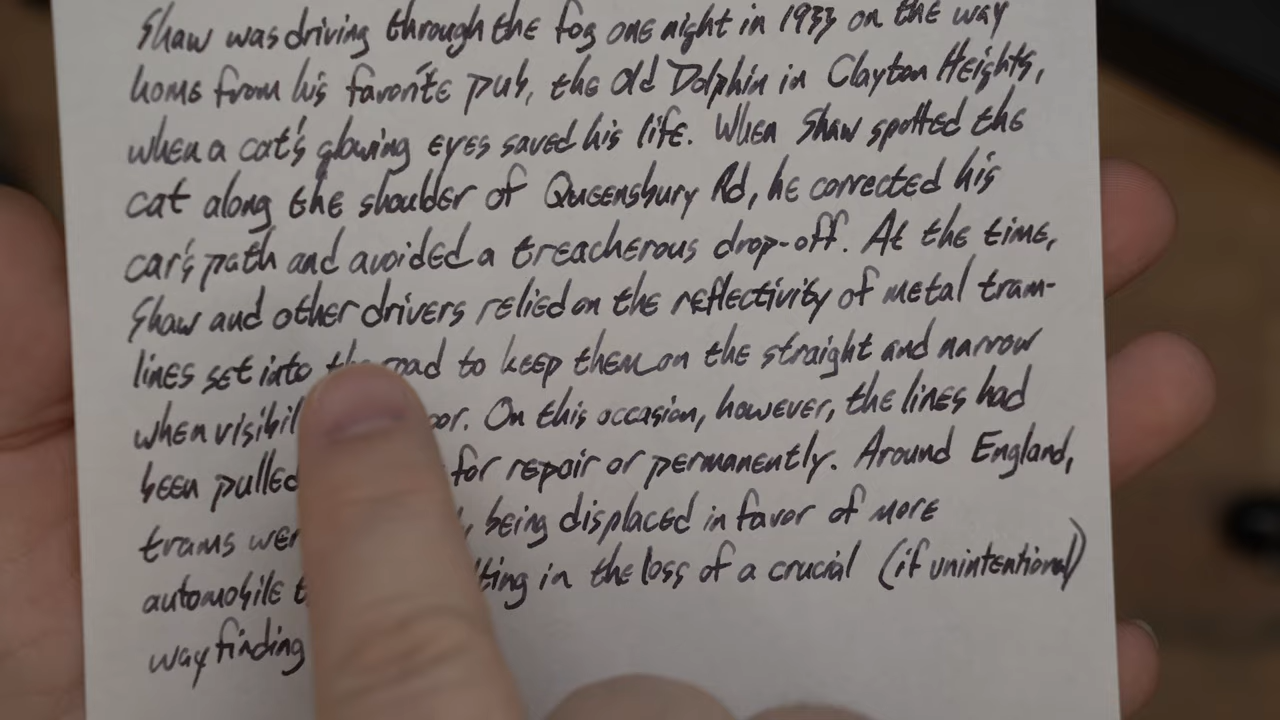 Shaw was driving through the fog one night in 1933 on the way
home from his favorite pub, the Old Dolphin in Clayton Heights,
when a cat's glowing eyes saved his life. When Shaw spotted the
cat along the shoulder of Queensbury Rd, he corrected his
car's path and avoided a treacherous drop-off. At the time,
Shaw and other drivers relied on the reflectivity of metal tram-
lines set into the road to keep them on the straight and narrow
when On this occasion, however, the lines had
been pulled for repair or permanently. Around England,
trams being displaced in favor of more
automobile in the loss of a crucial (if unintentional)
wayfinding